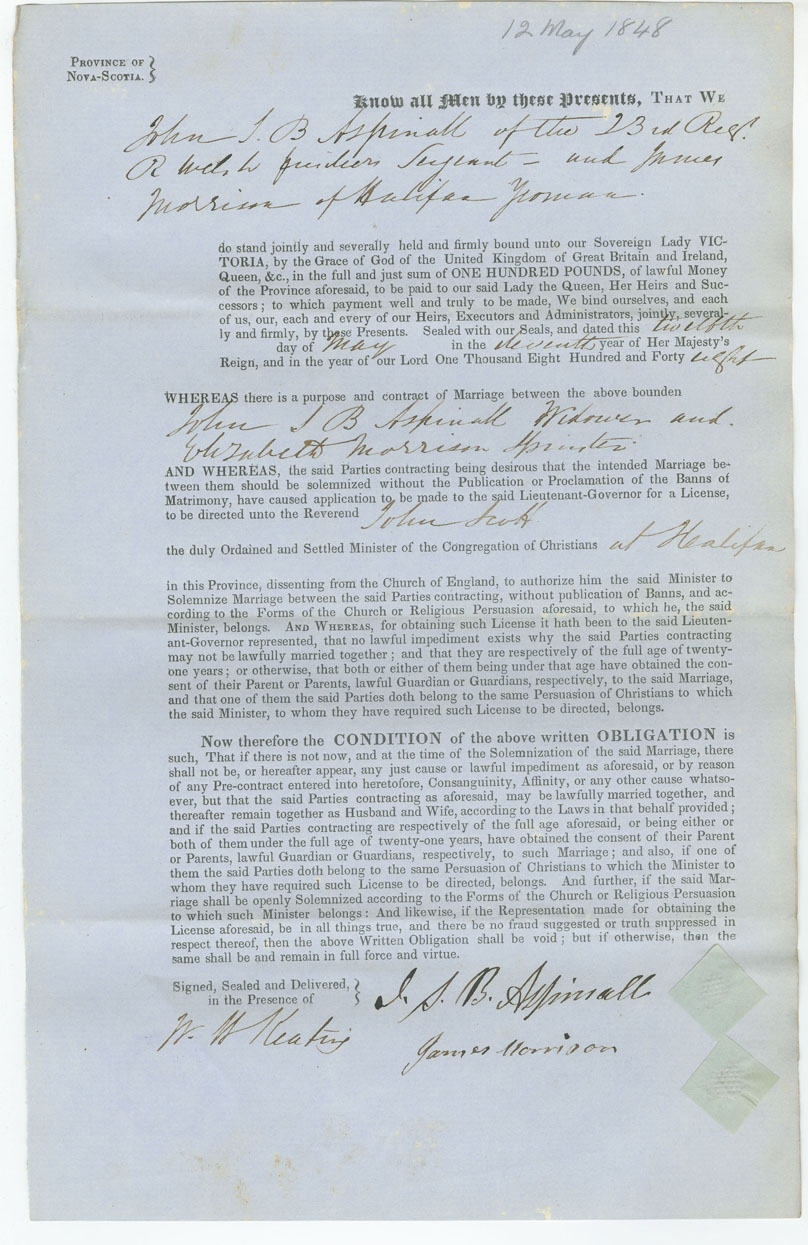 12 May 1848
PROVINCE OF
NOVA-SCOTIA.
Know all Men by these Presents, THAT WE
John S. B Aspinall of the 23rd Regt.
R Welsh fusiliers Sergeant - and James
Morrison of Halifax Yoman.
do stand jointly and severally held and firmly bound unto our Sovereign Lady VIC-
TORIA, by the Grace of God of the United Kingdom of Great Britain and Ireland,
Queen, &c., in the full and just sum of ONE HUNDRED POUNDS, of lawful Money
of the Province aforesaid, to be paid to our said Lady the Queen, Her Heirs and Suc-
cessors; to which payment well and truly to be made, We bind ourselves, and each
of us, our, each and every of our Heirs, Executors and Administrators, jointly, several-
ly and firmly, by these Presents. Sealed with our Seals, and dated this twelfth
day of May in the eleventh year of Her Majesty's
Reign, and in the year of our Lord One Thousand Eight Hundred and Forty eight
WHEREAS there is a purpose and contract of Marriage between the above bounden
John S B Aspinall Widower and.
Elizabeth Morrison Spinster
AND WHEREAS, the said Parties contracting being desirous that the intended Marriage be-
tween them should be solemnized without the Publication or Proclamation of the Banns of
Matrimony, have caused application to be made to the said Lieutenant-Governor for a License,
to be directed unto the Reverend John Scott
the duly Ordained and Settled Minister of the Congregation of Christians at Halifax
in this Province, dissenting from the Church of England, to authorize him the said Minister to
Solemnize Marriage between the said Parties contracting, without publication of Banns, and ac-
cording to the Forms of the Church or Religious Persuasion aforesaid, to which he, the said
Minister, belongs. AND WHEREAS, for obtaining such License it hath been to the said Lieuten-
ant-Governor represented, that no lawful impediment exists why the said Parties contracting
may not be lawfully married together; and that they are respectively of the full age of twenty-
one years; or otherwise, that both or either of them being under that age have obtained the con-
sent of their Parent or Parents, lawful Guardian or Guardians, respectively, to the said Marriage,
and that one of them the said Parties doth belong to the same Persuasion of Christians to which
the said Minister, to whom they have required such License to be directed, belongs.
Now therefore the CONDITION of the above written OBLIGATION is
such, That if there is not now, and at the time of the Solemnization of the said Marriage, there
shall not be, or hereafter appear, any just cause or lawful impediment as aforesaid, or by reason
of any Pre-contract entered into heretofore, Consanguinity, Affinity, or any other cause whatso-
ever, but that the said Parties contracting as aforesaid, may be lawfully married together, and
thereafter remain together as Husband and Wife, according to the Laws in that behalf provided;
and if the said Parties contracting are respectively of the full age aforesaid, or being either or
both of them under the full age of twenty-one years, have obtained the consent of their Parent
or Parents, lawful Guardian or Guardians, respectively, to such Marriage; and also, if one of
them the said Parties doth belong to the same Persuasion of Christians to which the Minister to
whom they have required such License to be directed, belongs. And further, if the said Mar-
riage shall be openly Solemnized according to the Forms of the Church or Religious Persuasion
to which such Minister belongs: And likewise, if the Representation made for obtaining the
License aforesaid, be in all things true, and there be no fraud suggested or truth suppressed in
respect thereof, then the above Written Obligation shall be void; but if otherwise, then the
same shall be and remain in full force and virtue.
Signed, Sealed and Delivered,
in the Presence of
J. S. B. Aspinall
W. H Keating
James Morrison